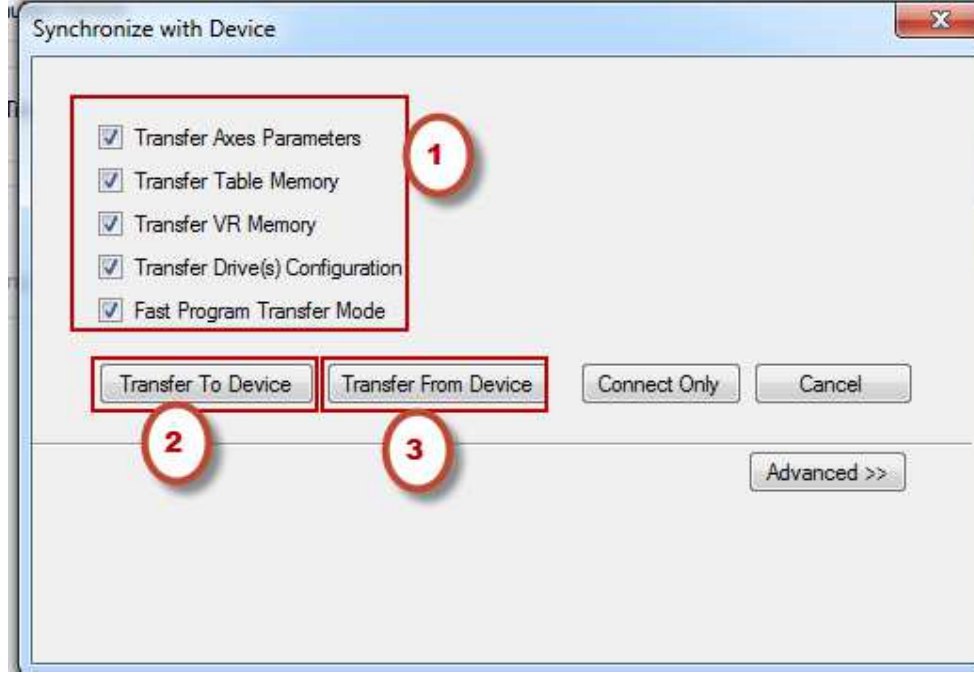 Synchronize with Device
Transfer Axes Parameters
1
Transfer Table Memory
Transfer VR Memory
Transfer Drive(s) Configuration
Fast Program Transfer Mode
Transfer To Device
Transfer From Device
Connect Only
Cancel
2
3
Advanced >>